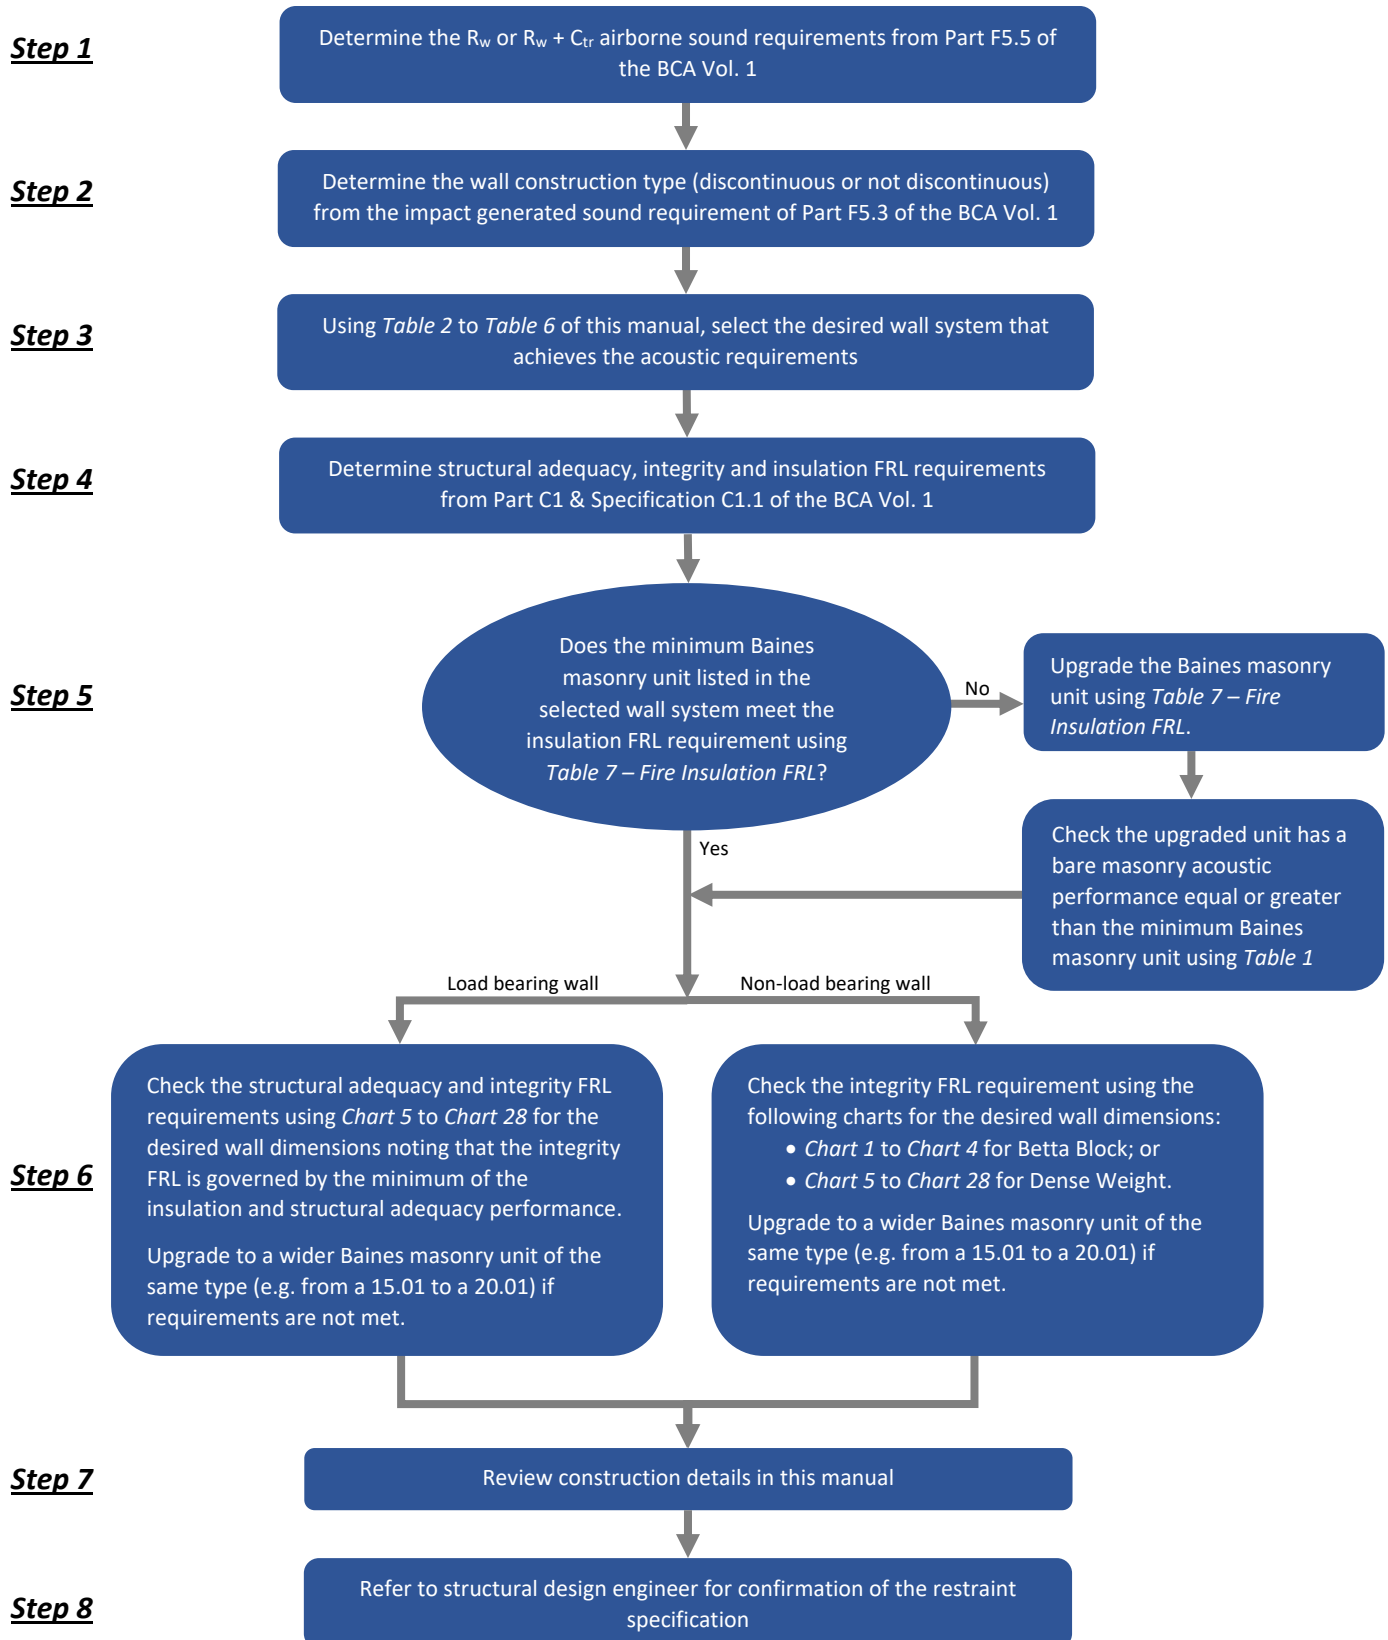 Step 1
Determine the Rw or Rw + Ctr airborne sound requirements from Part F5.5 of
the BCA Vol. 1
Step 2
Determine the wall construction type (discontinuous or not discontinuous)
from the impact generated sound requirement of Part F5.3 of the BCA Vol. 1
Step 3
Using Table 2 to Table 6 of this manual, select the desired wall system that
achieves the acoustic requirements
Step 4
Determine structural adequacy, integrity and insulation FRL requirements
from Part C1 & Specification C1.1 of the BCA Vol. 1
Step 5
Does the minimum Baines
masonry unit listed in the
selected wall system meet the
insulation FRL requirement using
Table 7 – Fire Insulation FRL?
No
Upgrade the Baines masonry
unit using Table 7 – Fire
Insulation FRL.
Check the upgraded unit has a
bare masonry acoustic
performance equal or greater
than the minimum Baines
masonry unit using Table 1
Yes
Load bearing wall
Non-load bearing wall
Step 6
Check the structural adequacy and integrity FRL
requirements using Chart 5 to Chart 28 for the
desired wall dimensions noting that the integrity
FRL is governed by the minimum of the
insulation and structural adequacy performance.
Upgrade to a wider Baines masonry unit of the
same type (e.g. from a 15.01 to a 20.01) if
requirements are not met.
Check the integrity FRL requirement using the
following charts for the desired wall dimensions:
• Chart 1 to Chart 4 for Betta Block; or
• Chart 5 to Chart 28 for Dense Weight.
Upgrade to a wider Baines masonry unit of the
same type (e.g. from a 15.01 to a 20.01) if
requirements are not met.
Step 7
Review construction details in this manual
Step 8
Refer to structural design engineer for confirmation of the restraint
specification